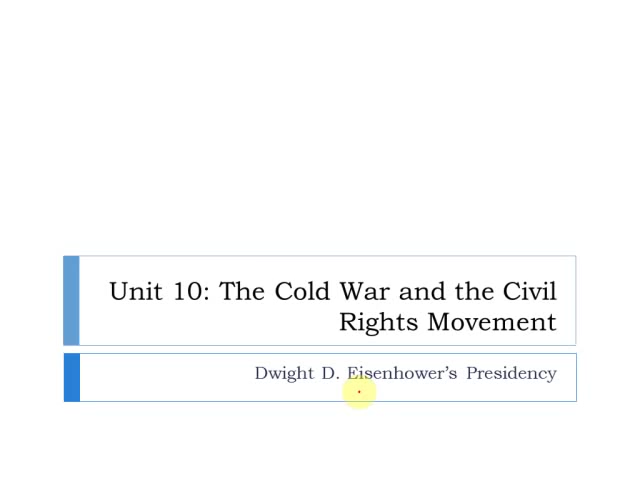 Unit 10: The Cold War and the Civil
Rights Movement
Dwight D. Eisenhower’s Presidency